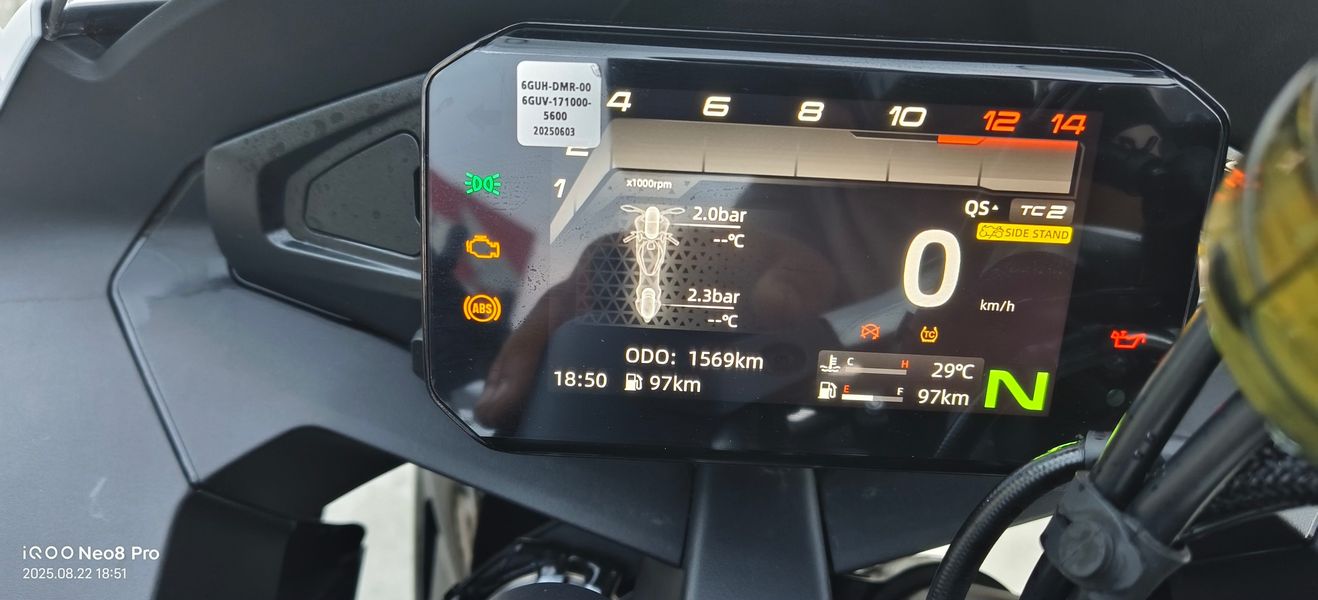 6GUH-DMR-00
6GUV-171000-
5600
20250603
4 6 8 10 12 14
2
1
x1000rpm
2.0bar
--°C
2.3bar
--°C
QS TC 2
SIDE STAND
0
km/h
ABS
TC
ODO: 1569km
18:50 97km
C H 29°C
E F 97km
N
iQOO Neo8 Pro
2025.08.22 18:51